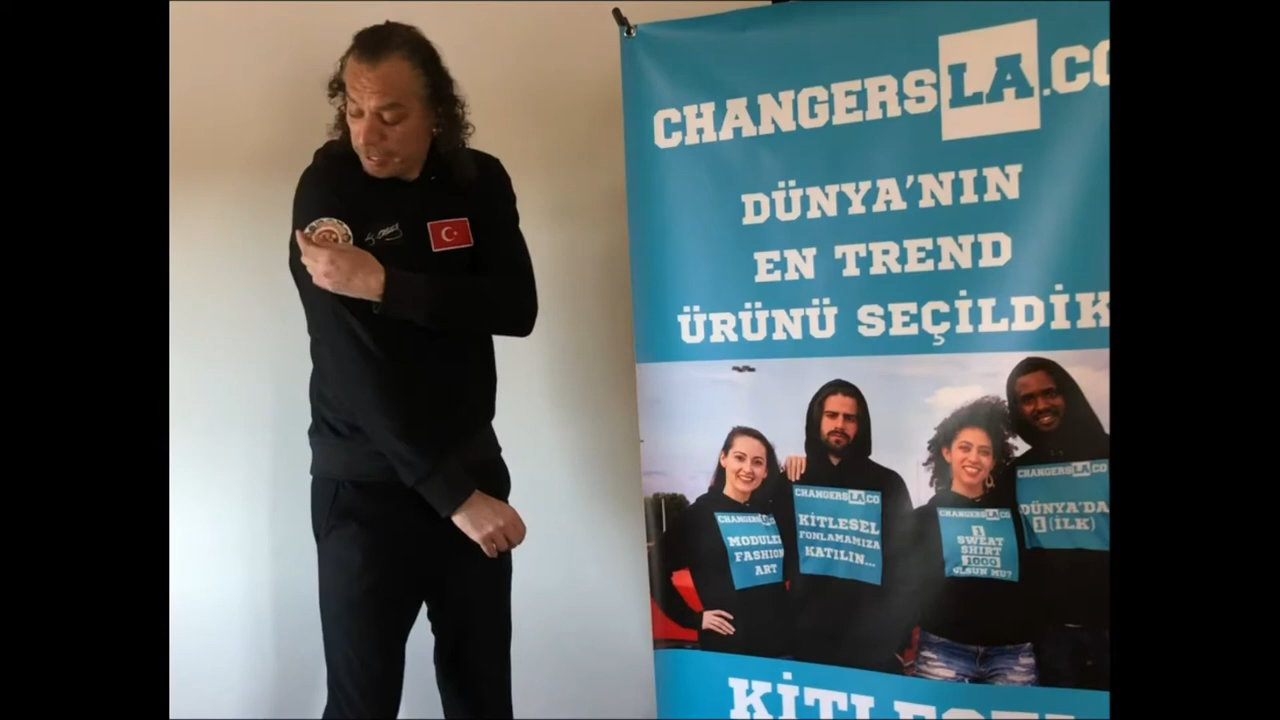 CHANGERSLA.CO
DÜNYA'NIN
EN TREND
ÜRÜNÜ SEÇİLDİK
CHANGERSLA.CO
MODULER
FASHION
ART
CHANGERSLA.CO
KİTLESEL
FONLAMAMIZA
KATILIN...
CHANGERSLA.CO
1
SWEAT
SHIRT
1000
OLSUN MU?
CHANGERSLA.CO
DÜNYA'DA
1 (İLK)